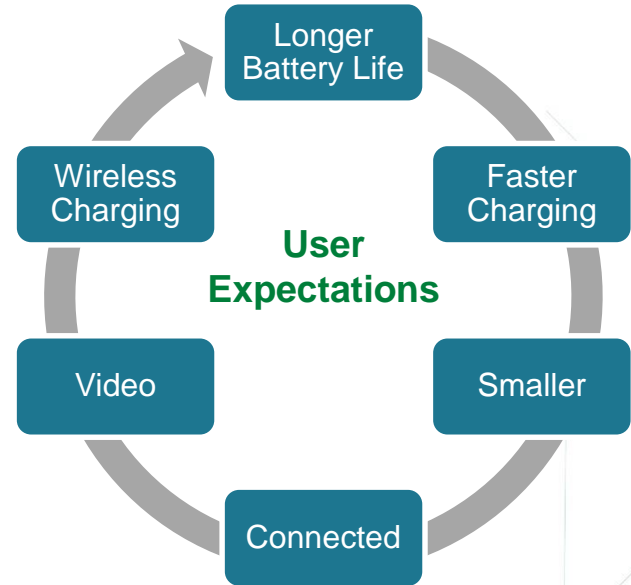 Longer
Battery Life
Faster
Charging
Smaller
Connected
Video
Wireless
Charging
User
Expectations